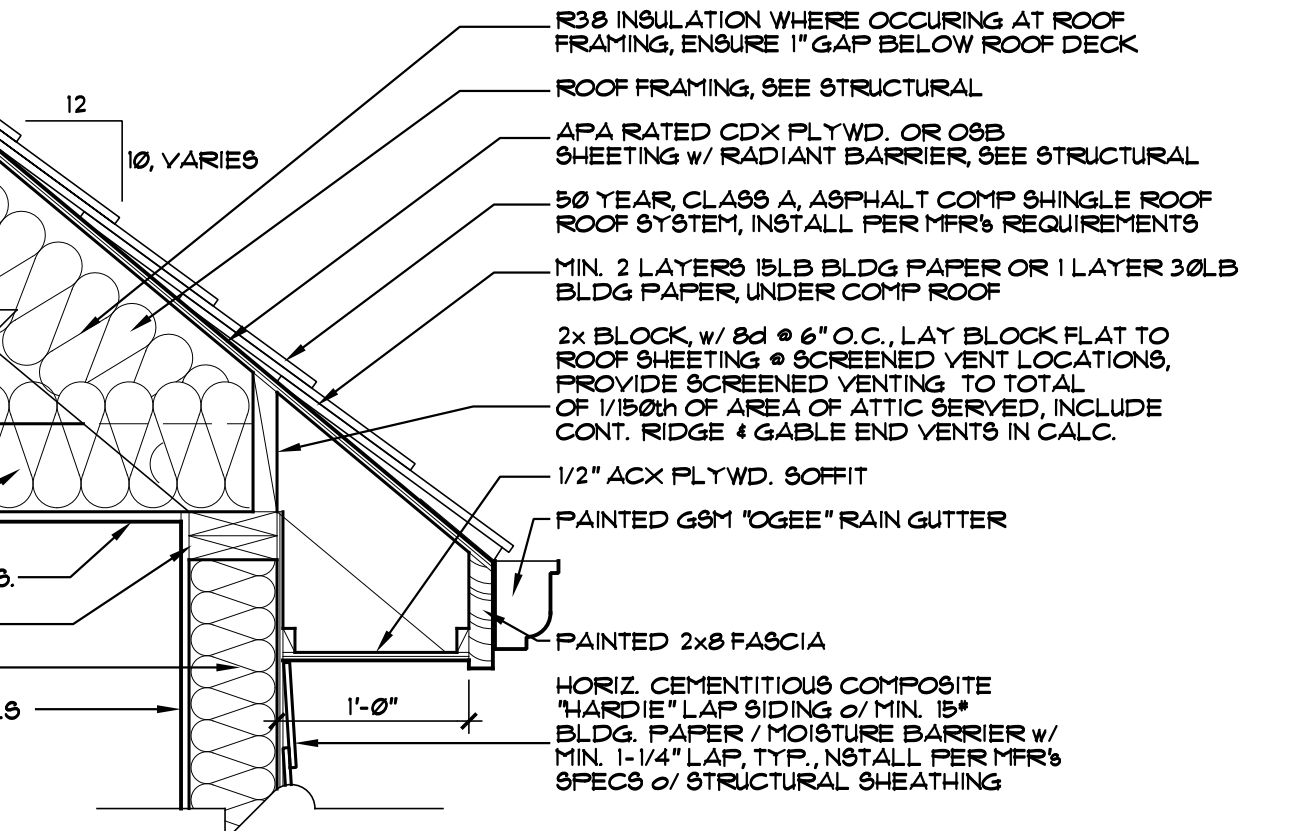 R38 INSULATION WHERE OCCURING AT ROOF
FRAMING, ENSURE 1" GAP BELOW ROOF DECK
ROOF FRAMING, SEE STRUCTURAL
12
10, VARIES
APA RATED CDX PLYWD. OR OSB
SHEETING w/ RADIANT BARRIER, SEE STRUCTURAL
50 YEAR, CLASS A, ASPHALT COMP SHINGLE ROOF
ROOF SYSTEM, INSTALL PER MFR's REQUIREMENTS
MIN. 2 LAYERS 15LB BLDG PAPER OR 1 LAYER 30LB
BLDG PAPER, UNDER COMP ROOF
2x BLOCK, w/ 8d @ 6" O.C., LAY BLOCK FLAT TO
ROOF SHEETING @ SCREENED VENT LOCATIONS,
PROVIDE SCREENED VENTING TO TOTAL
OF 1/150th OF AREA OF ATTIC SERVED, INCLUDE
CONT. RIDGE & GABLE END VENTS IN CALC.
1/2" ACX PLYWD. SOFFIT
PAINTED GSM "OGEE" RAIN GUTTER
S.
PAINTED 2x8 FASCIA
LS
1'-0"
HORIZ. CEMENTITIOUS COMPOSITE
"HARDIE" LAP SIDING o/ MIN. 15#
BLDG. PAPER / MOISTURE BARRIER w/
MIN. 1-1/4" LAP, TYP., NSTALL PER MFR's
SPECS o/ STRUCTURAL SHEATHING